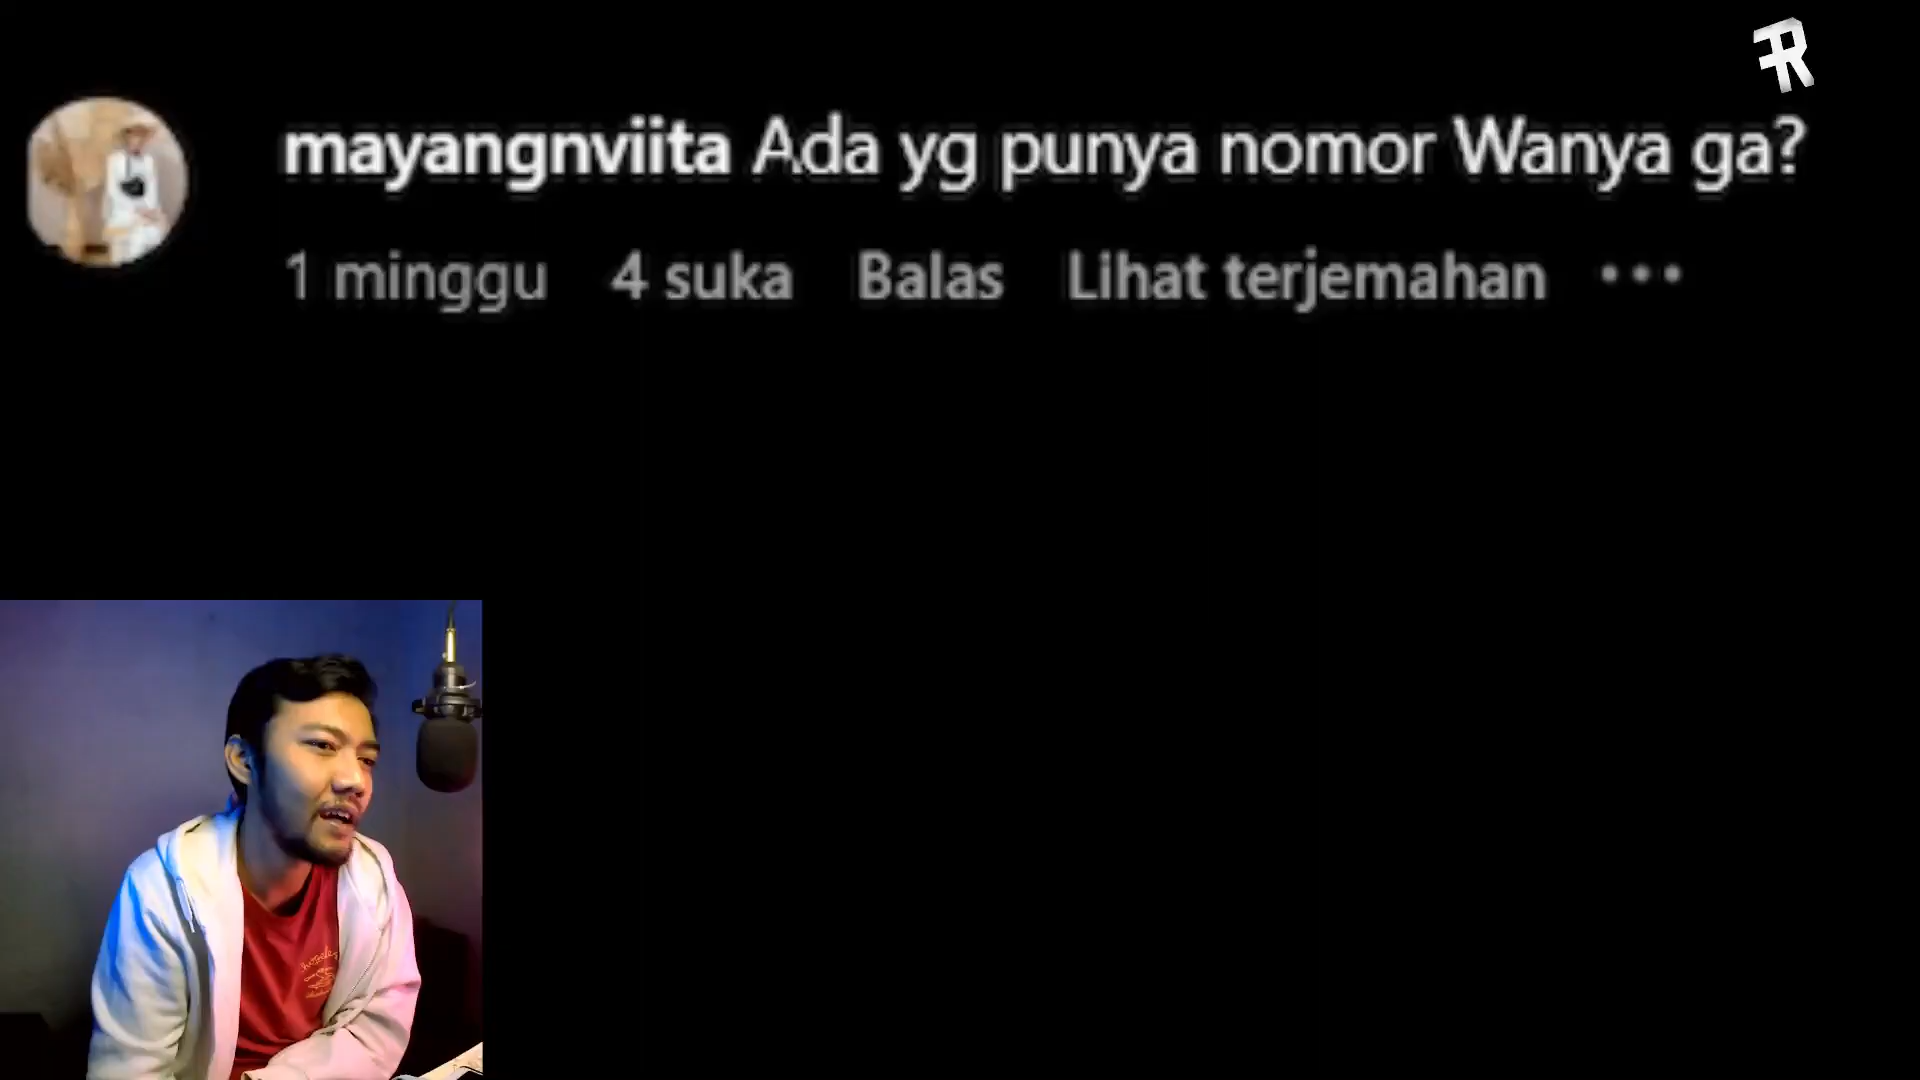 mayangnviita Ada yg punya nomor Wanya ga?
1 minggu 4 suka Balas Lihat terjemahan